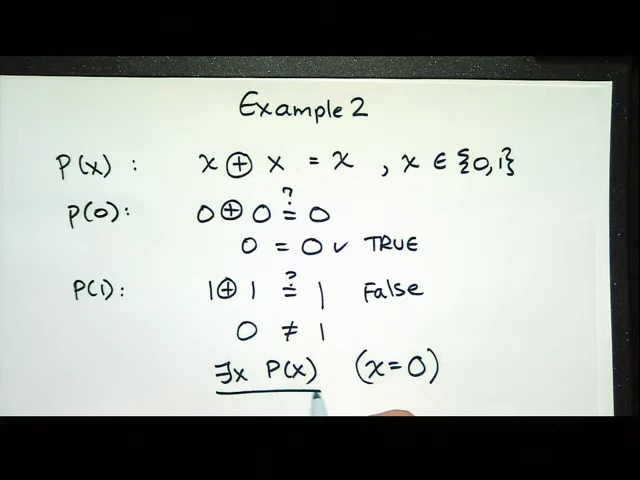 Example 2
P(x) : x ⊕ x = x , x ∈ {0,1}
P(0): 0 ⊕ 0 ≟ 0
0 = 0 ✓ TRUE
P(1): 1 ⊕ 1 ≟ 1 False
0 ≠ 1
∃x P(x) (x=0)